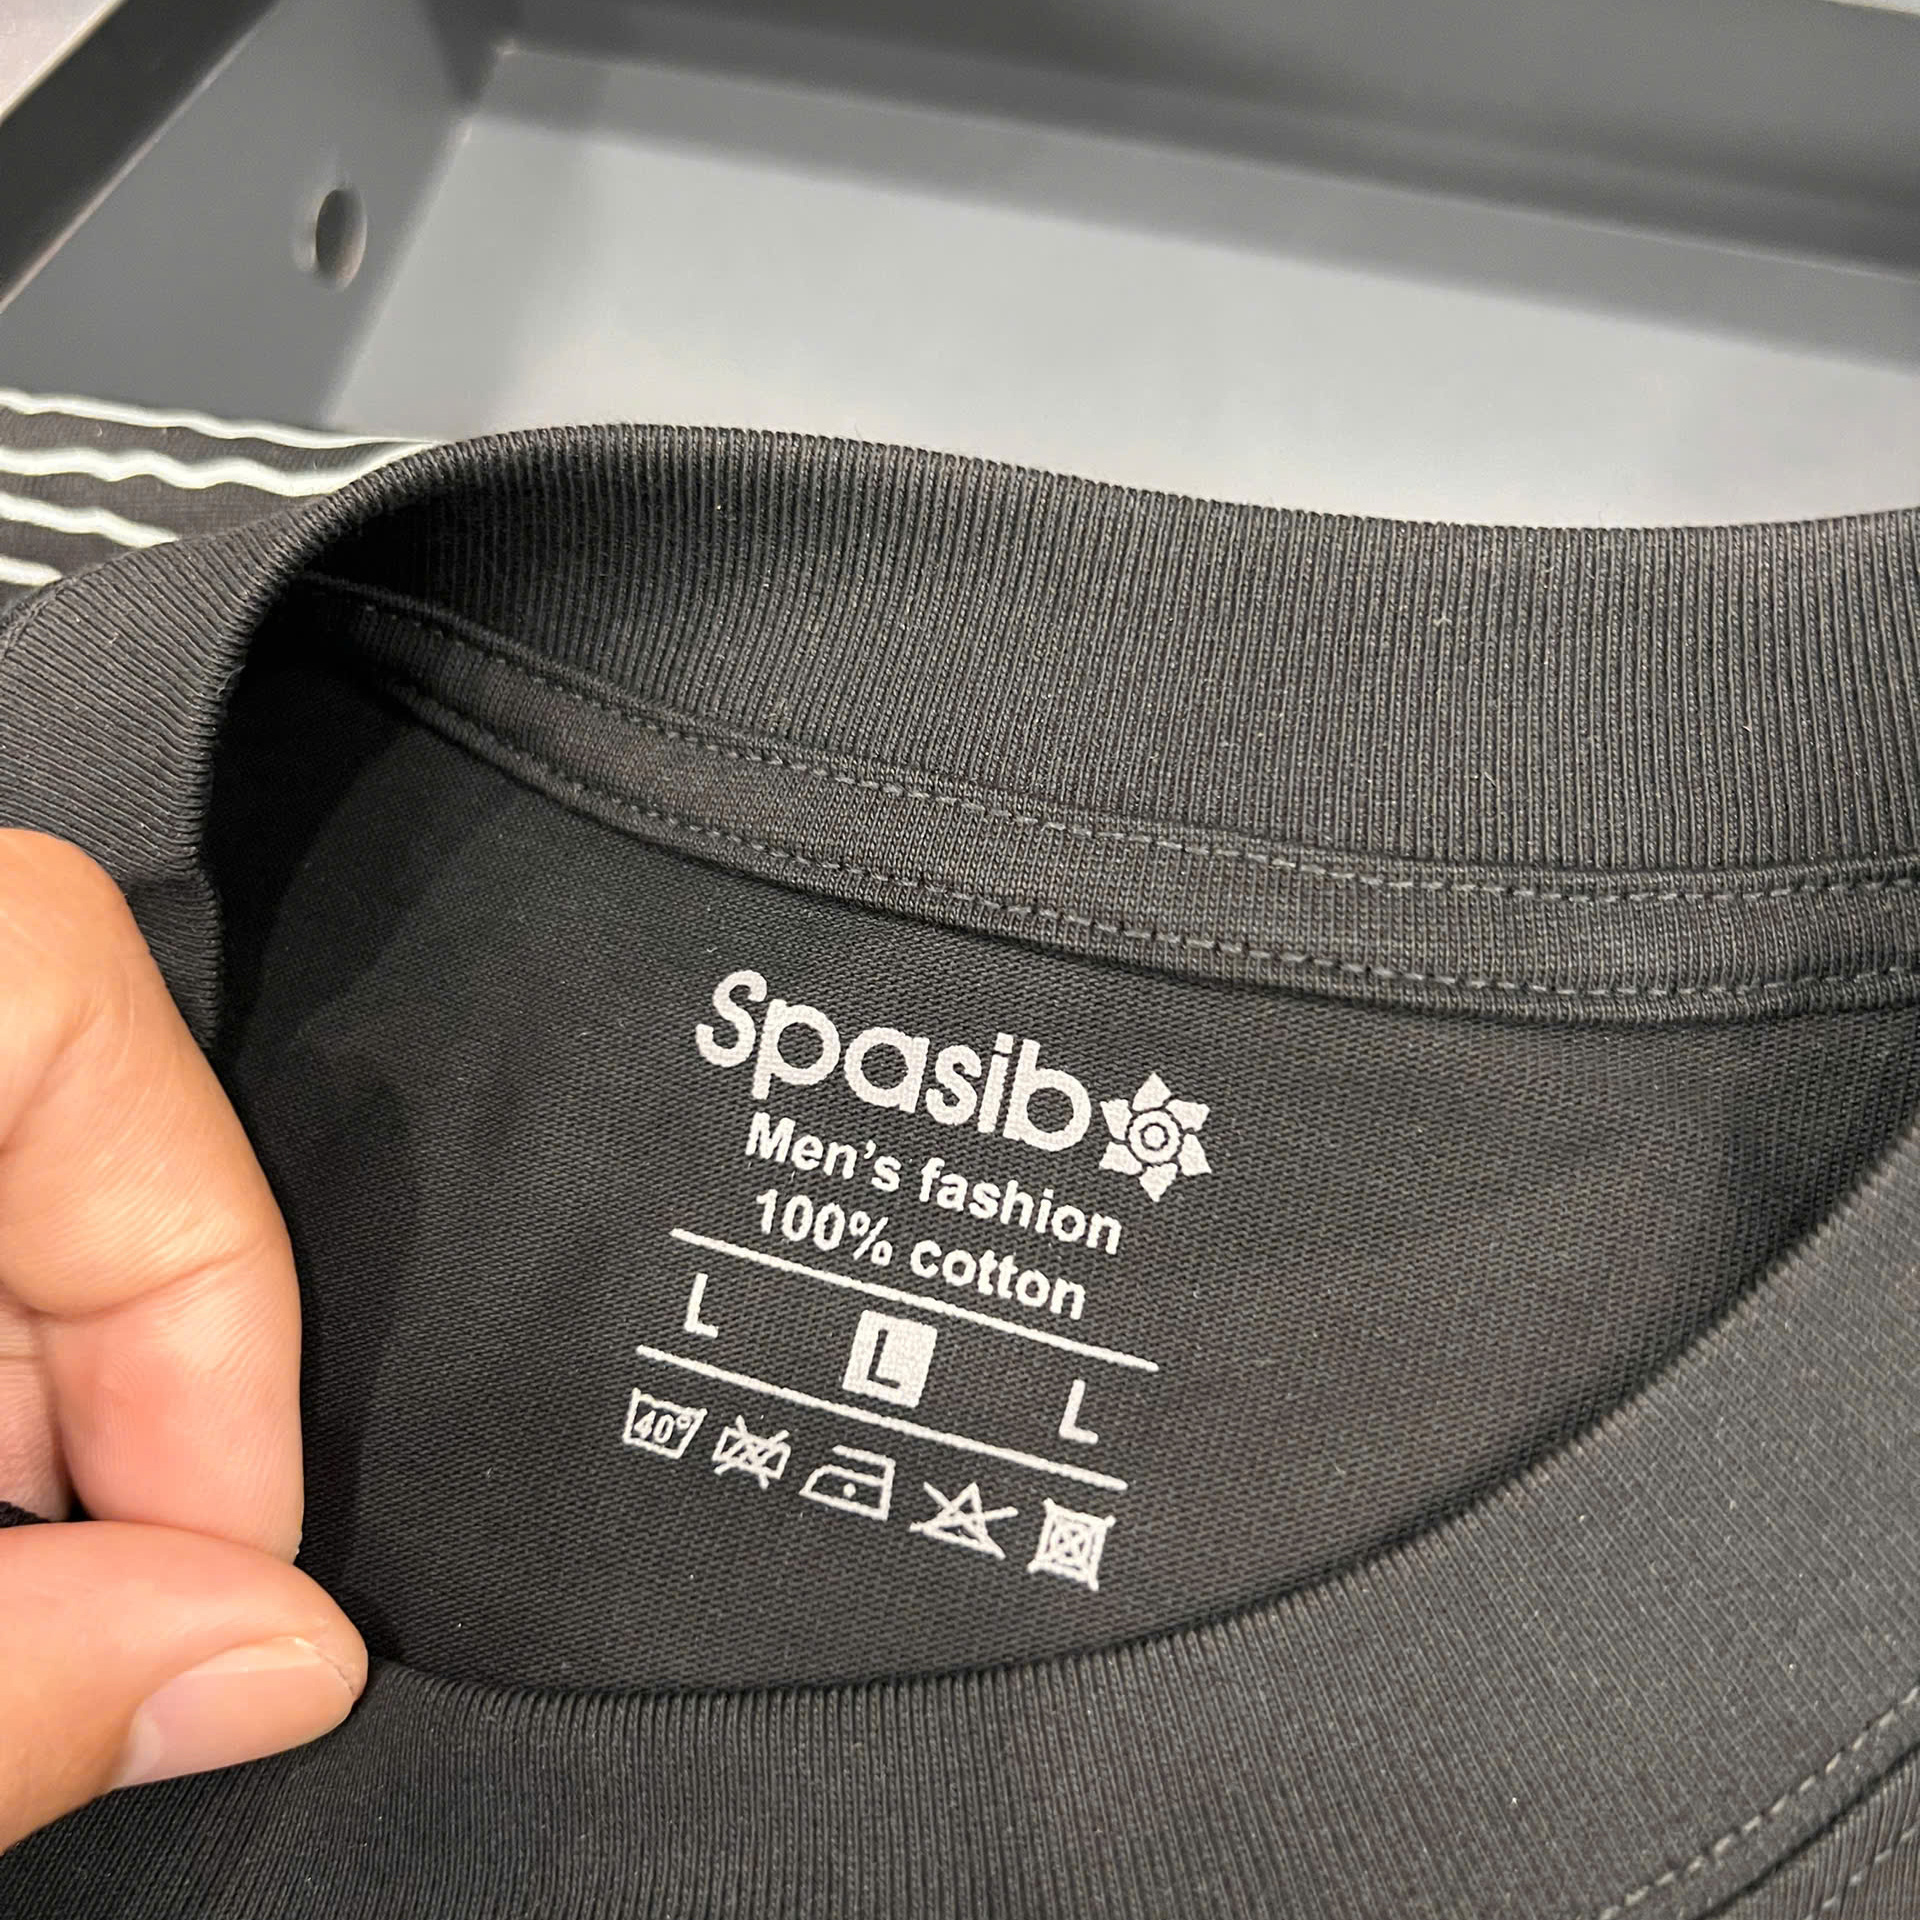 spasib
Men's fashion
100% cotton
L L L
40°